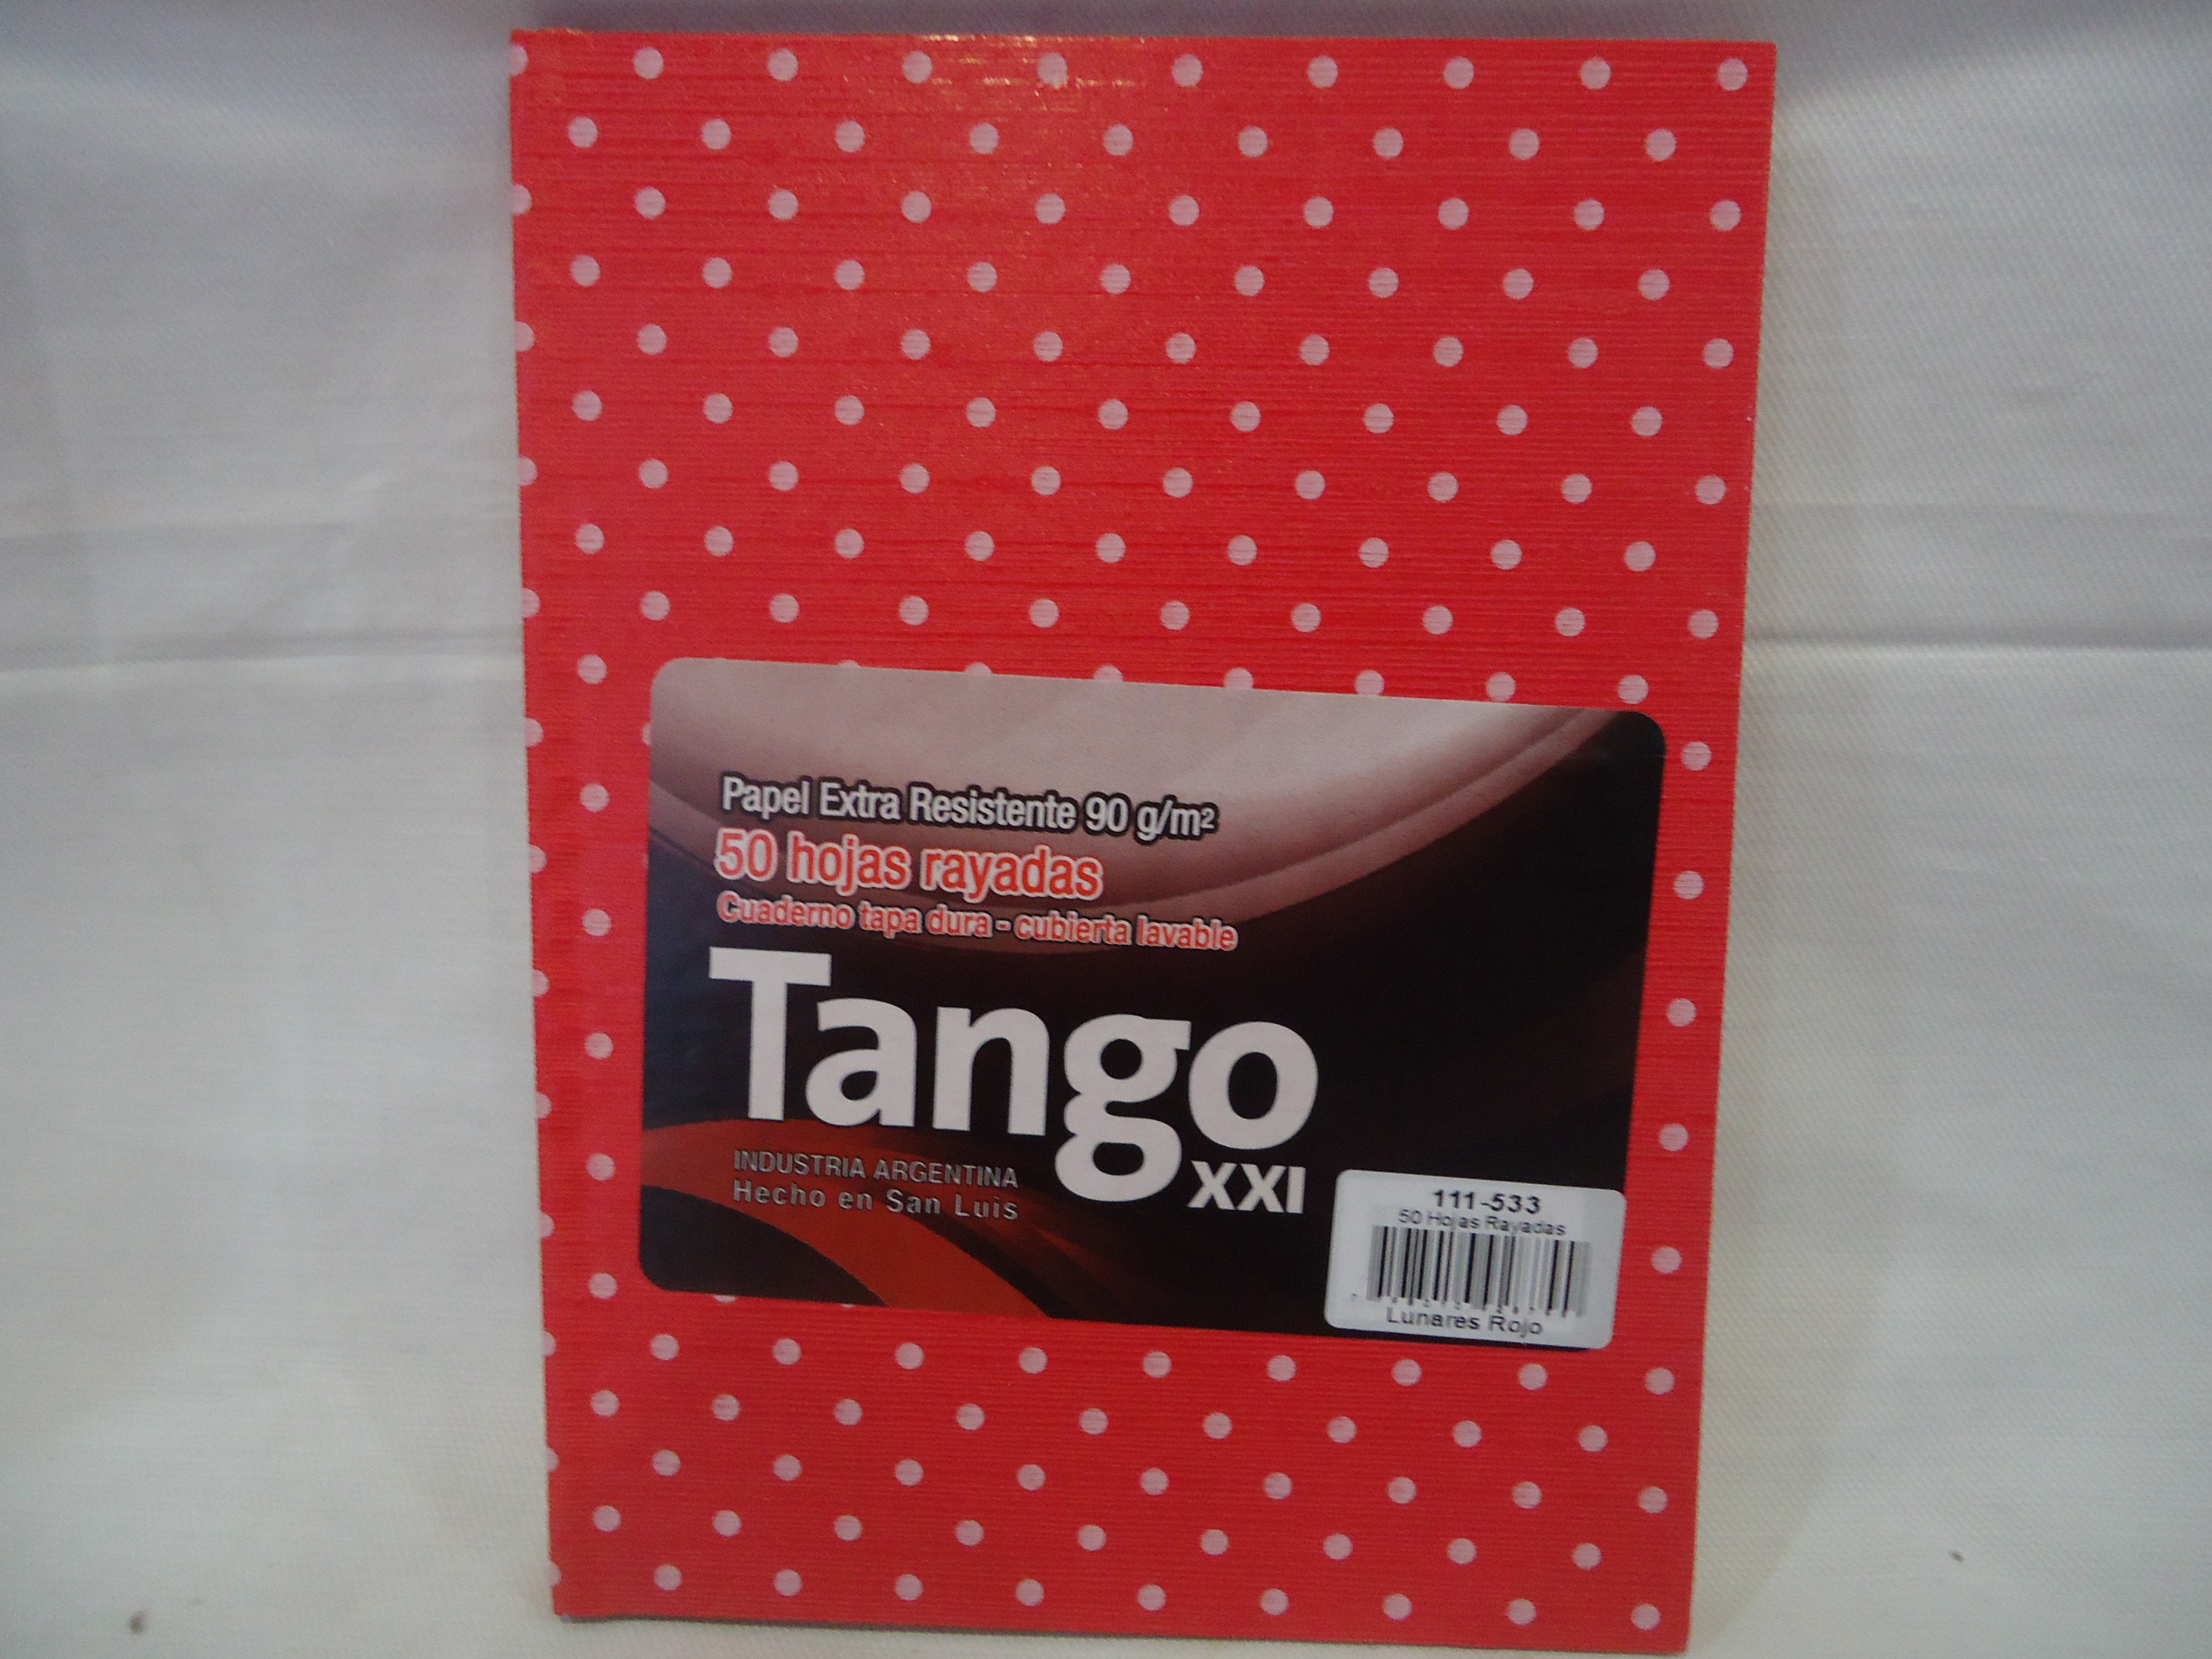 Papel Extra Resistente 90 g/m²
50 hojas rayadas
Cuaderno tapa dura - cubierta lavable
Tango
XXI
INDUSTRIA ARGENTINA
Hecho en San Luis
111-533
50 Hojas Rayadas
Lunares Rojo